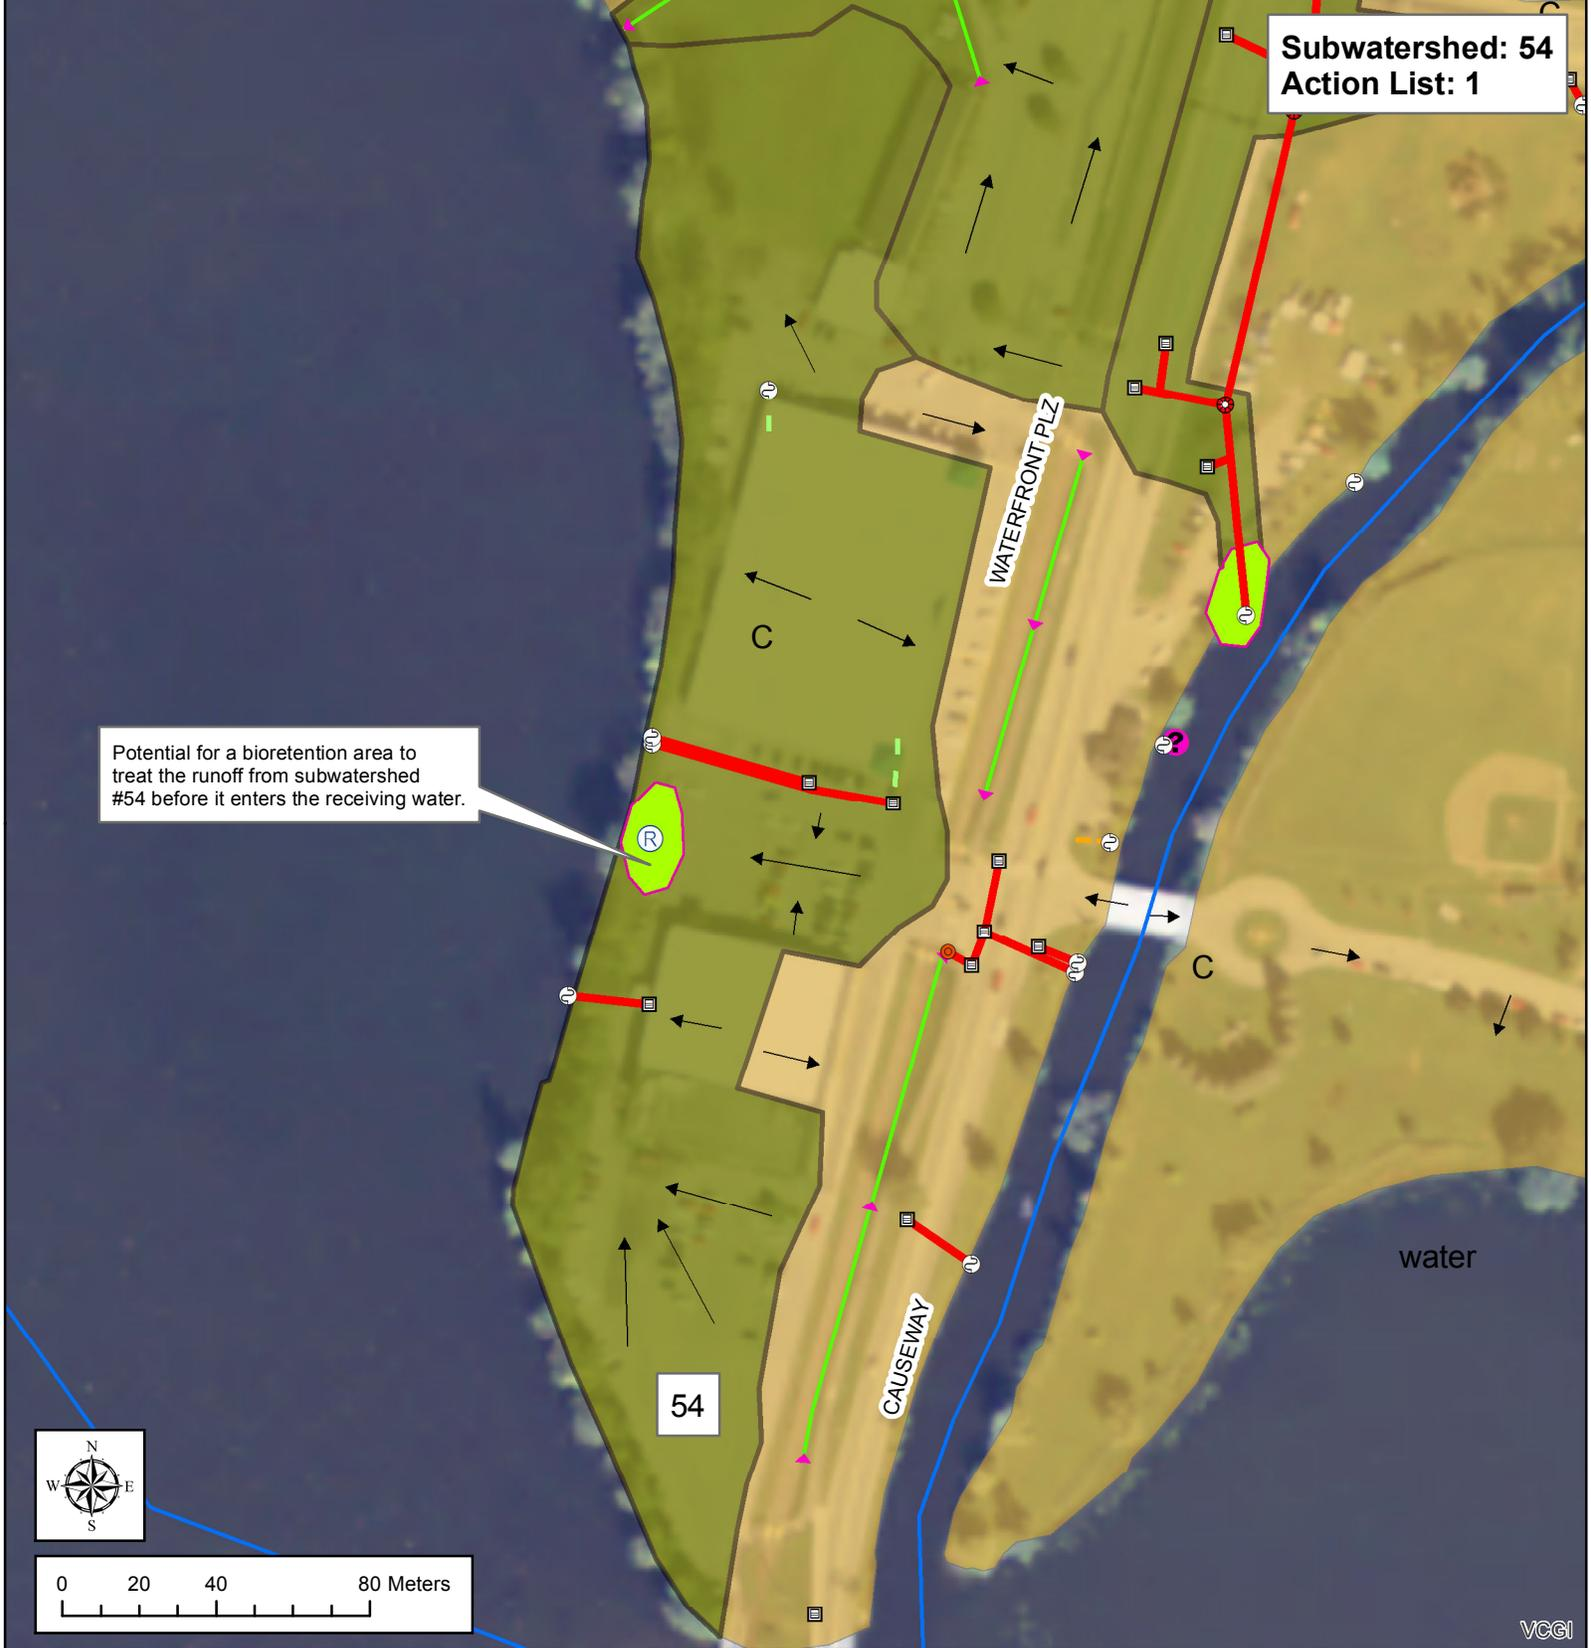 C
Subwatershed: 54
Action List: 1
WATERFRONT PLZ
C
?
Potential for a bioretention area to
treat the runoff from subwatershed
#54 before it enters the receiving water.
R
C
water
CAUSEWAY
54
N
W E
S
0 20 40 80 Meters
VCGI